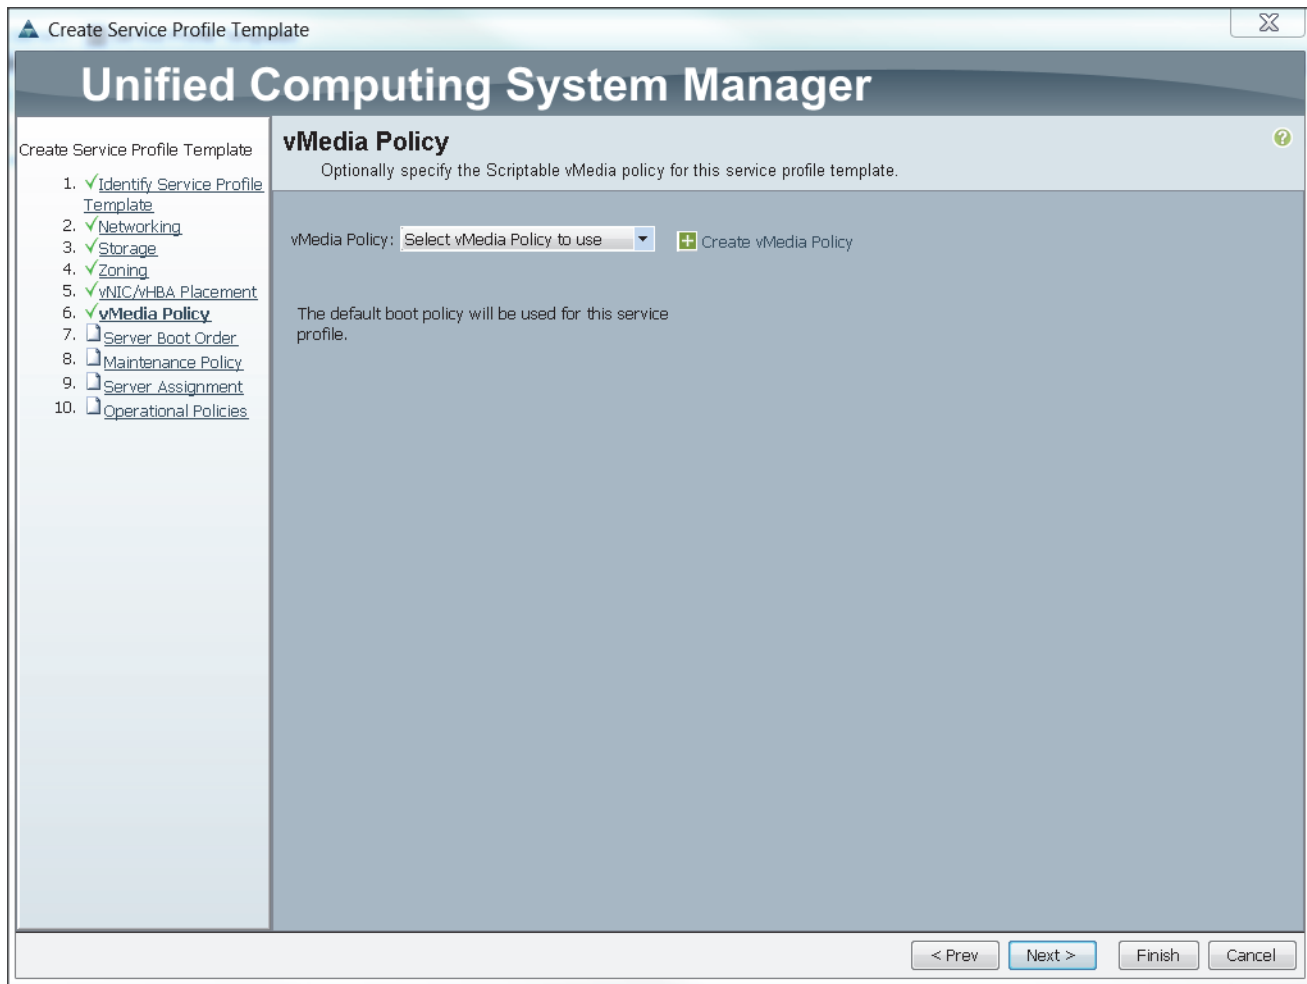 Create Service Profile Template
Unified Computing System Manager
Create Service Profile Template
1. Identify Service Profile
Template
2. Networking
3. Storage
4. Zoning
5. vNIC/vHBA Placement
6. vMedia Policy
7. Server Boot Order
8. Maintenance Policy
9. Server Assignment
10. Operational Policies
vMedia Policy
Optionally specify the Scriptable vMedia policy for this service profile template.
vMedia Policy: Select vMedia Policy to use Create vMedia Policy
The default boot policy will be used for this service
profile.
< Prev Next > Finish Cancel